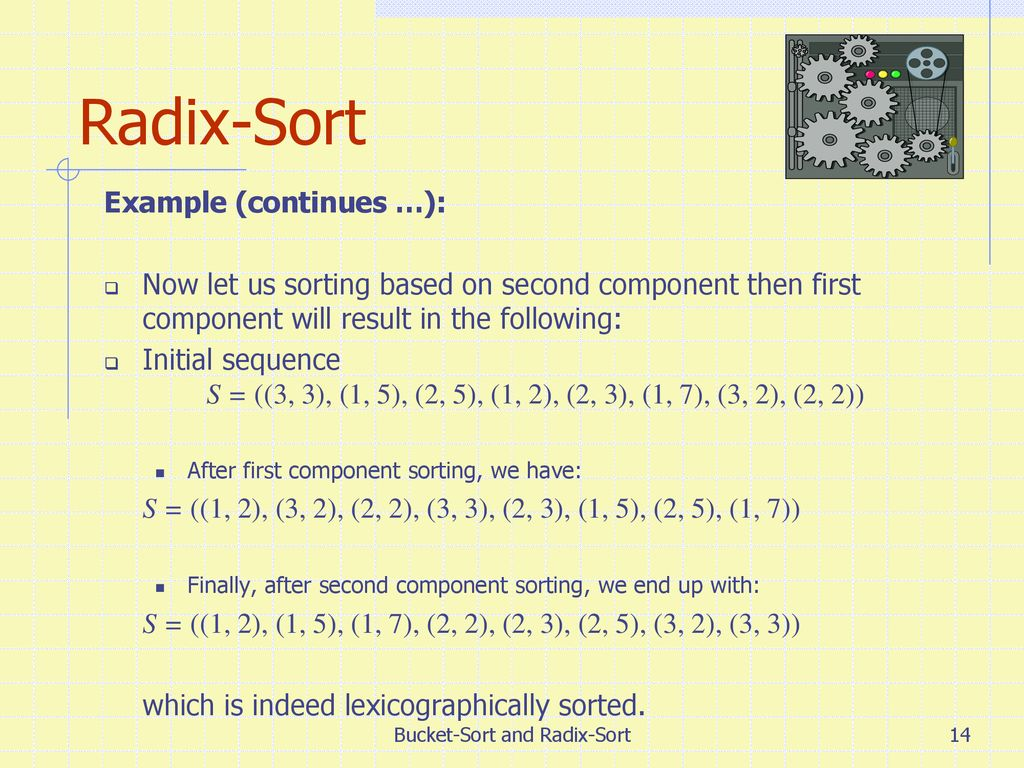 Radix-Sort
Example (continues …):
Now let us sorting based on second component then first
component will result in the following:
Initial sequence
S = ((3, 3), (1, 5), (2, 5), (1, 2), (2, 3), (1, 7), (3, 2), (2, 2))
After first component sorting, we have:
S = ((1, 2), (3, 2), (2, 2), (3, 3), (2, 3), (1, 5), (2, 5), (1, 7))
Finally, after second component sorting, we end up with:
S = ((1, 2), (1, 5), (1, 7), (2, 2), (2, 3), (2, 5), (3, 2), (3, 3))
which is indeed lexicographically sorted.
Bucket-Sort and Radix-Sort
14